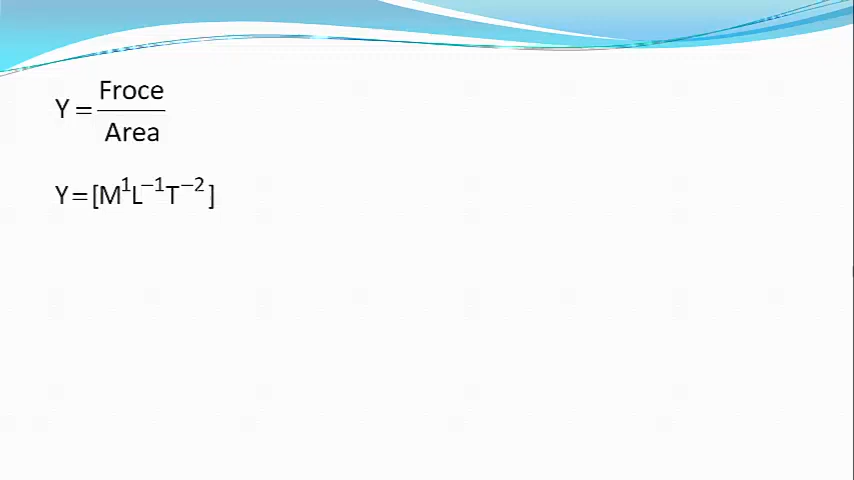 Y = Froce / Area
Y=[M¹L⁻¹T⁻²]